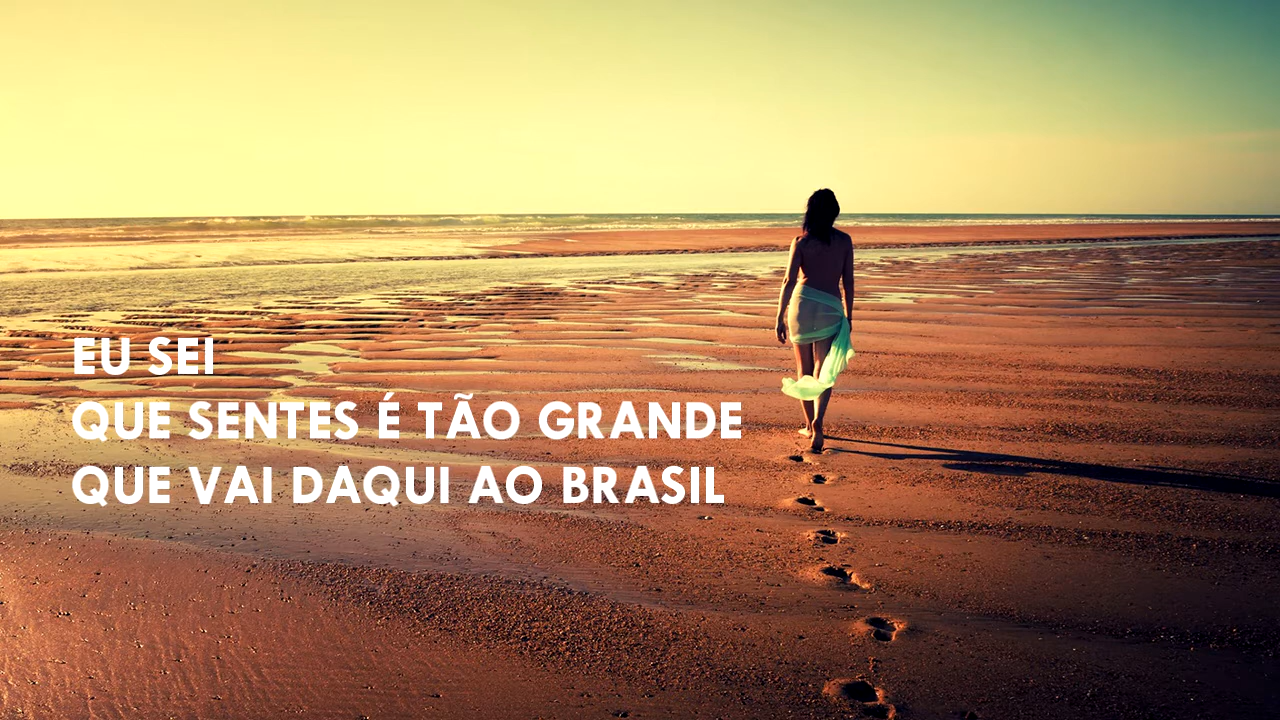 EU SEI
QUE SENTES É TÃO GRANDE
QUE VAI DAQUI AO BRASIL